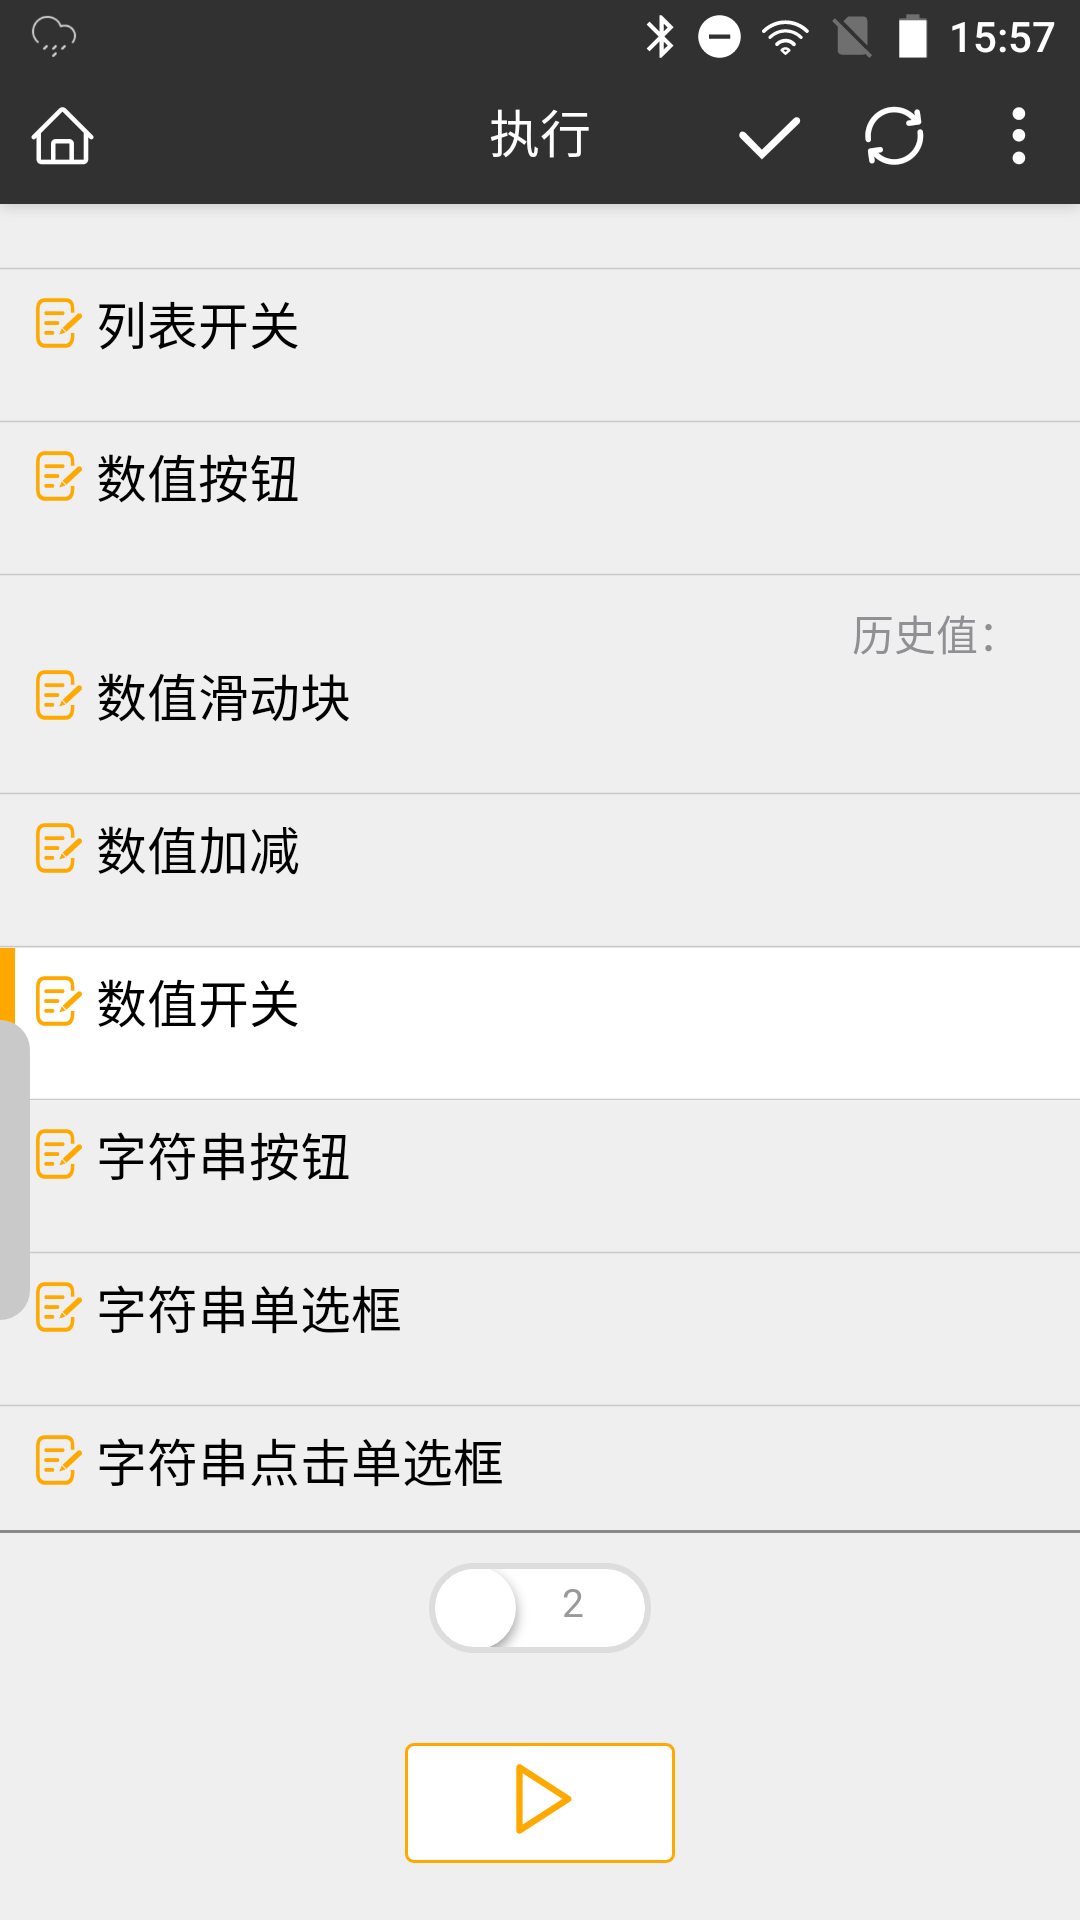 15:57
执行
列表开关
数值按钮
历史值：
数值滑动块
数值加减
数值开关
字符串按钮
字符串单选框
字符串点击单选框
2